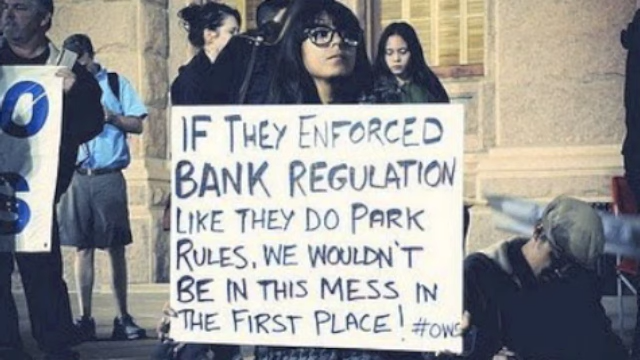 IF THEY ENFORCED
BANK REGULATION
LIKE THEY DO PARK
RULES, WE WOULDN'T
BE IN THIS MESS IN
THE FIRST PLACE! #OWS
O
S